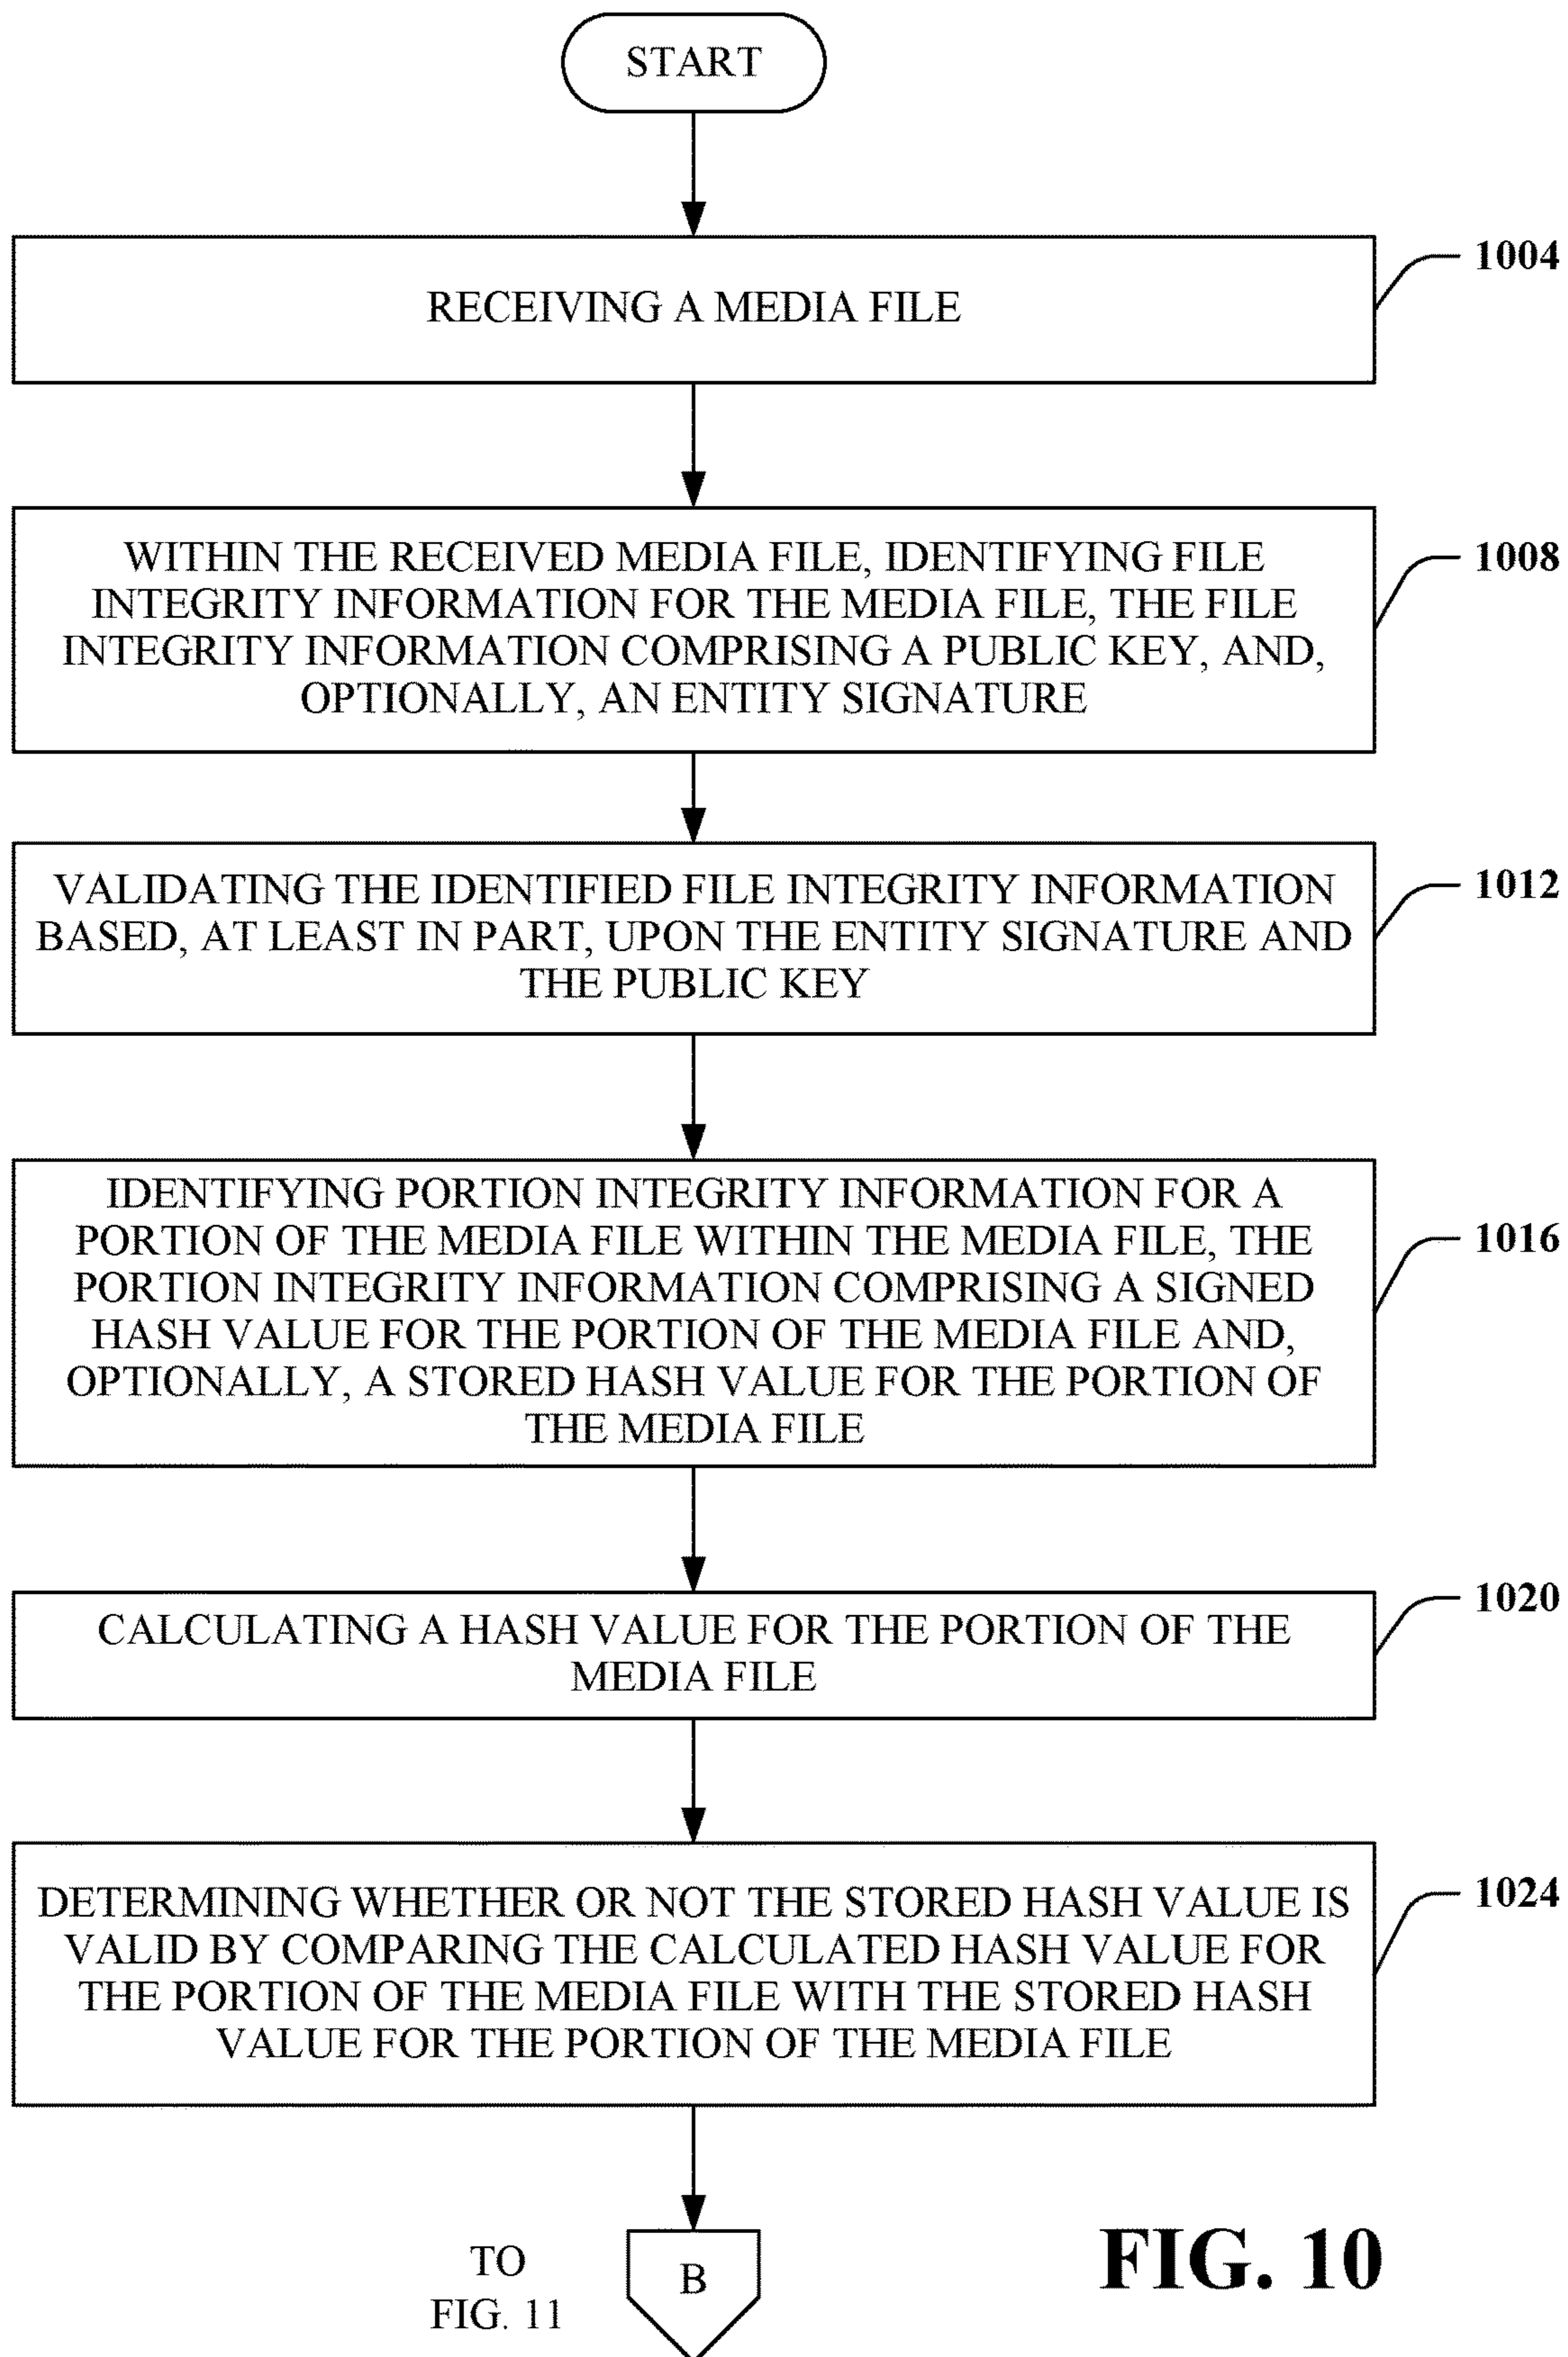 START
1004
RECEIVING A MEDIA FILE
1008
WITHIN THE RECEIVED MEDIA FILE, IDENTIFYING FILE
INTEGRITY INFORMATION FOR THE MEDIA FILE, THE FILE
INTEGRITY INFORMATION COMPRISING A PUBLIC KEY, AND,
OPTIONALLY, AN ENTITY SIGNATURE
1012
VALIDATING THE IDENTIFIED FILE INTEGRITY INFORMATION
BASED, AT LEAST IN PART, UPON THE ENTITY SIGNATURE AND
THE PUBLIC KEY
1016
IDENTIFYING PORTION INTEGRITY INFORMATION FOR A
PORTION OF THE MEDIA FILE WITHIN THE MEDIA FILE, THE
PORTION INTEGRITY INFORMATION COMPRISING A SIGNED
HASH VALUE FOR THE PORTION OF THE MEDIA FILE AND,
OPTIONALLY, A STORED HASH VALUE FOR THE PORTION OF
THE MEDIA FILE
1020
CALCULATING A HASH VALUE FOR THE PORTION OF THE
MEDIA FILE
1024
DETERMINING WHETHER OR NOT THE STORED HASH VALUE IS
VALID BY COMPARING THE CALCULATED HASH VALUE FOR
THE PORTION OF THE MEDIA FILE WITH THE STORED HASH
VALUE FOR THE PORTION OF THE MEDIA FILE
TO
FIG. 11
B
FIG. 10